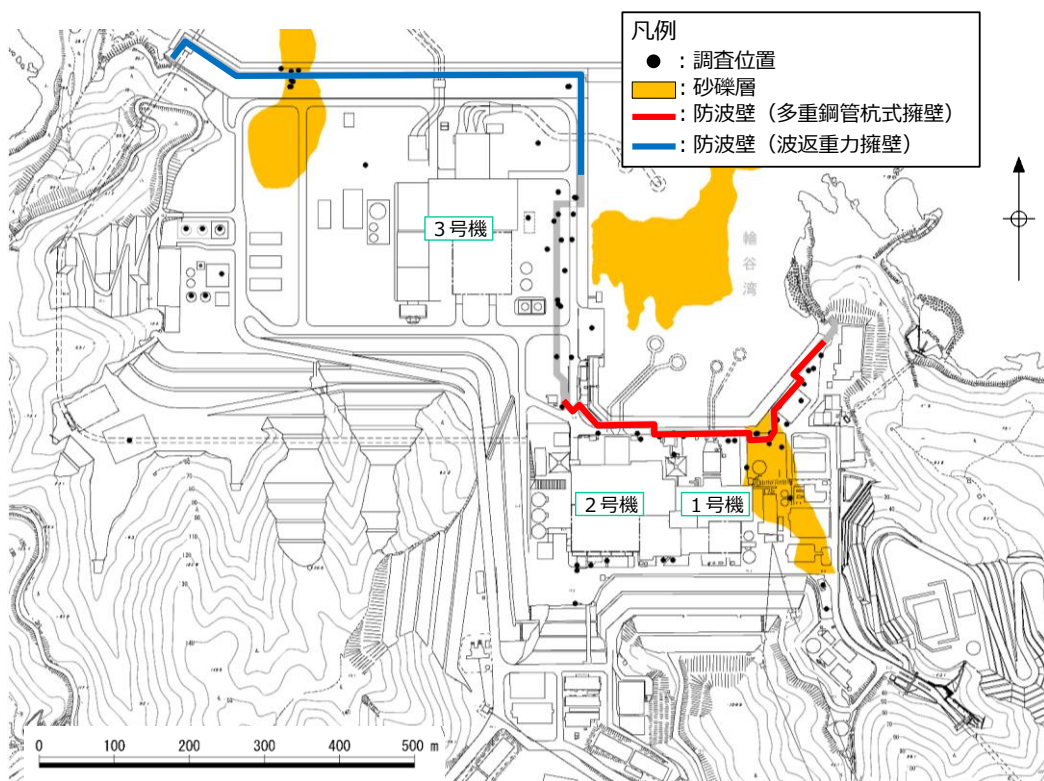 凡例
● : 調査位置
: 砂礫層
: 防波壁（多重鋼管杭式擁壁）
: 防波壁（波返重力擁壁）
3号機
輪谷湾
2号機
1号機
0 100 200 300 400 500 m